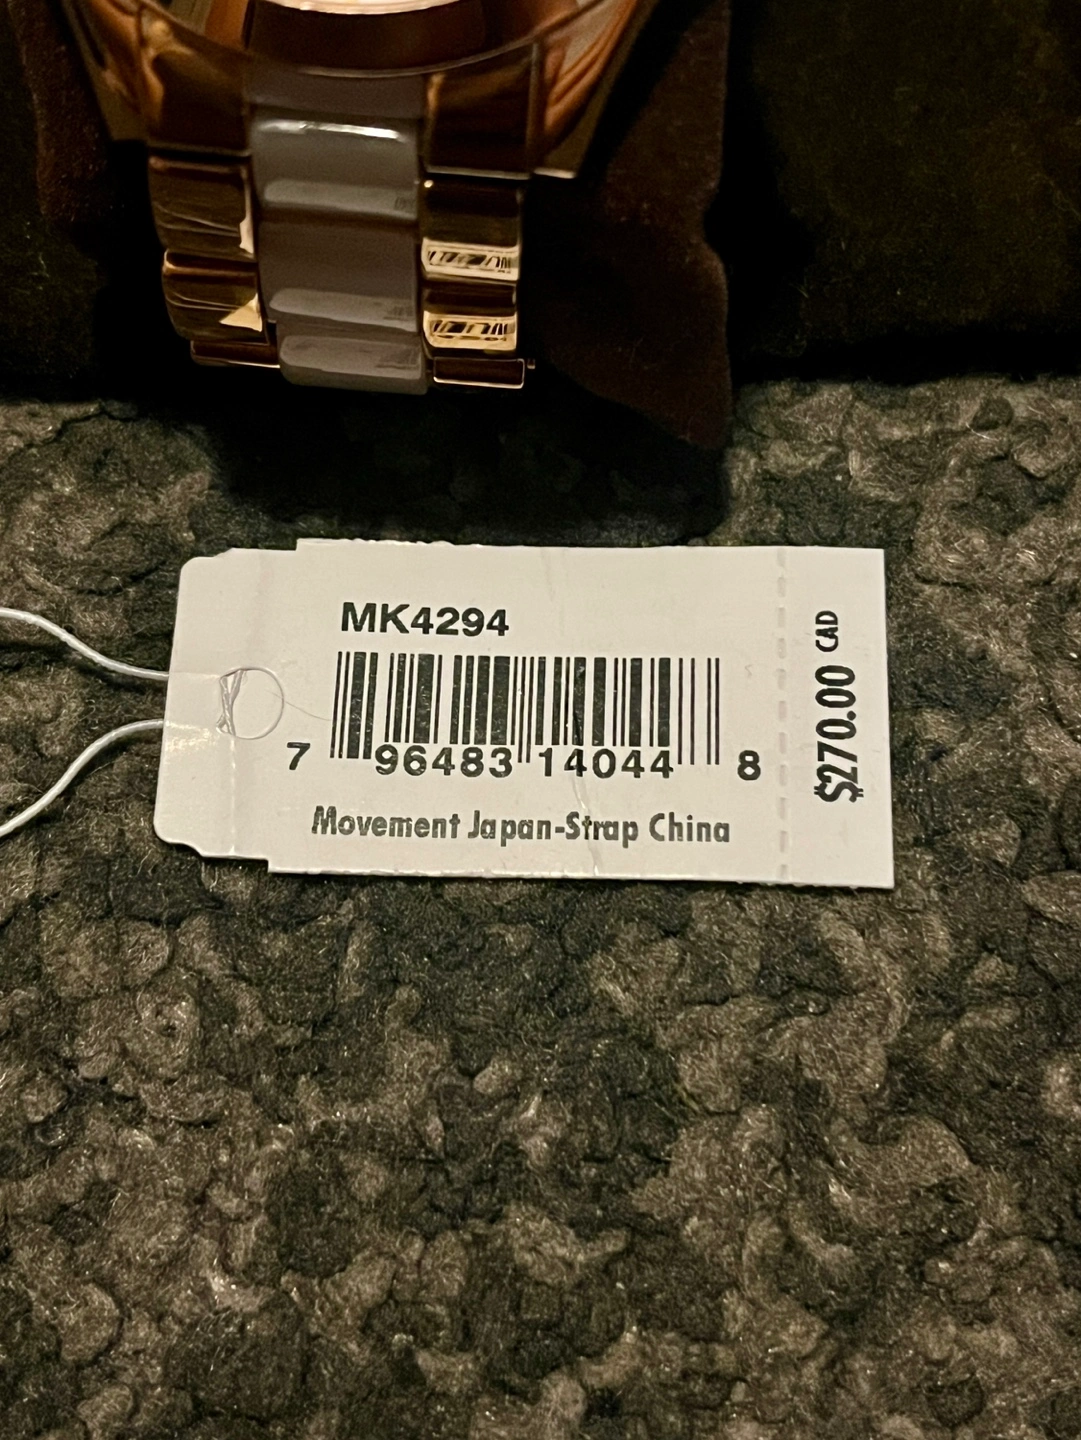 MK4294
7 96483 14044 8
Movement Japan-Strap China
$270.00 CAD